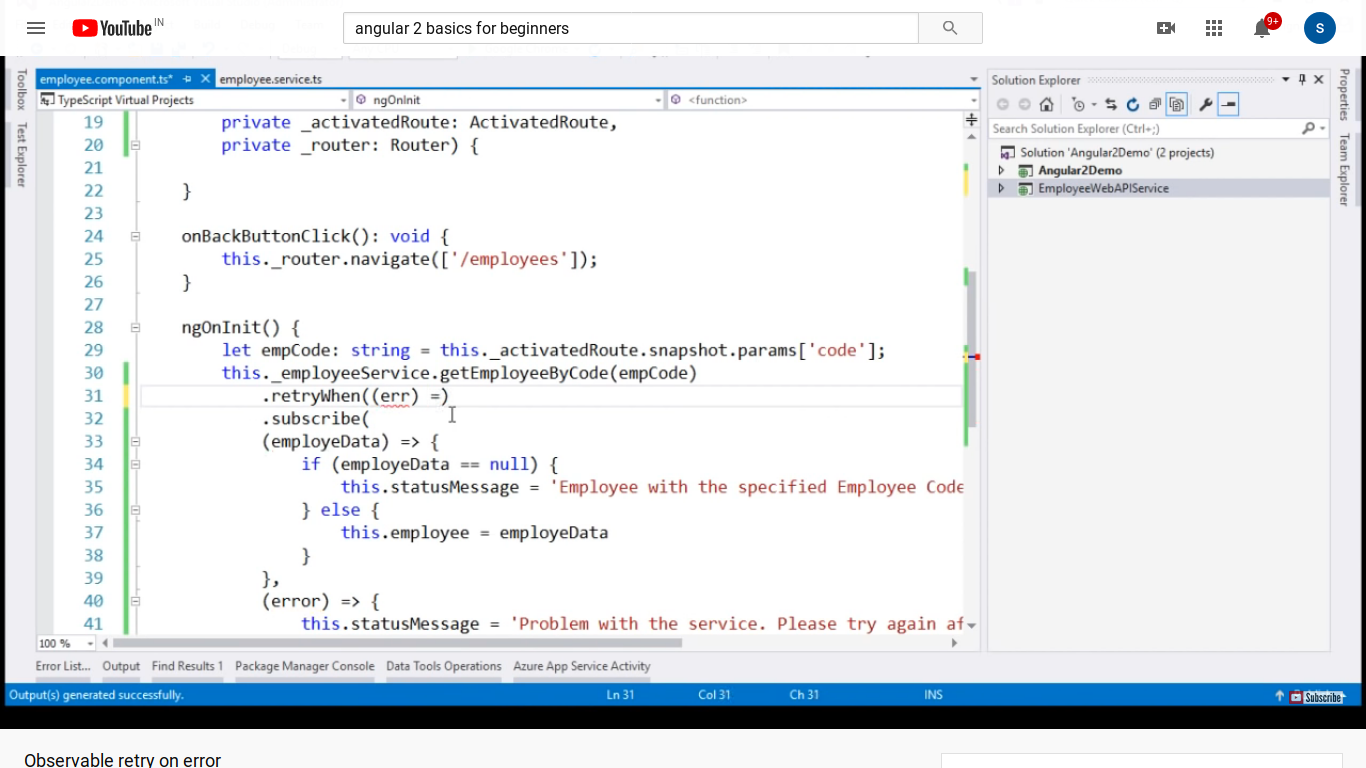 YouTube IN
angular 2 basics for beginners
9+
S
employee.component.ts*
employee.service.ts
TypeScript Virtual Projects
ngOnInit
<function>
Toolbox
Test Explorer
19 private _activatedRoute: ActivatedRoute,
20 private _router: Router) {
21
22 }
23
24 onBackButtonClick(): void {
25 this._router.navigate(['/employees']);
26 }
27
28 ngOnInit() {
29 let empCode: string = this._activatedRoute.snapshot.params['code'];
30 this._employeeService.getEmployeeByCode(empCode)
31 .retryWhen((err) =)
32 .subscribe(
33 (employeData) => {
34 if (employeData == null) {
35 this.statusMessage = 'Employee with the specified Employee Code
36 } else {
37 this.employee = employeData
38 }
39 },
40 (error) => {
41 this.statusMessage = 'Problem with the service. Please try again af
100 %
Solution Explorer
Search Solution Explorer (Ctrl+;)
Solution 'Angular2Demo' (2 projects)
Angular2Demo
EmployeeWebAPIService
Properties
Team Explorer
Error List... Output Find Results 1 Package Manager Console Data Tools Operations Azure App Service Activity
Output(s) generated successfully.
Ln 31 Col 31 Ch 31 INS
Subscribe
Observable retry on error